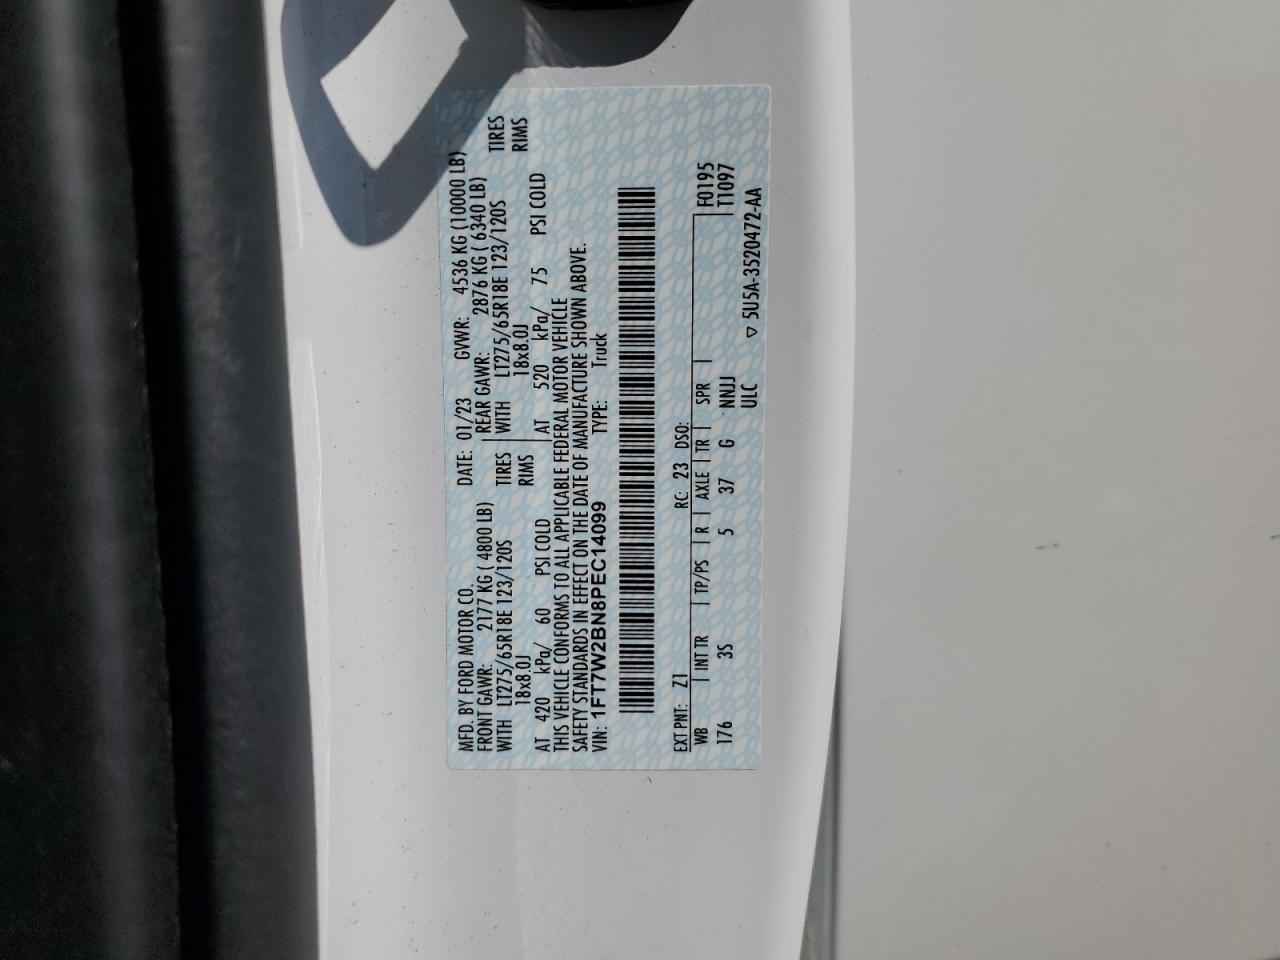 MFD. BY FORD MOTOR CO.
DATE: 01/23 GVWR: 4536 KG (10000 LB)
FRONT GAWR: 2177 KG ( 4800 LB)
REAR GAWR: 2876 KG ( 6340 LB)
WITH LT275/65R18E 123/120S TIRES
WITH LT275/65R18E 123/120S TIRES
18x8.0J RIMS
18x8.0J RIMS
AT 420 kPa/ 60 PSI COLD
AT 520 kPa/ 75 PSI COLD
THIS VEHICLE CONFORMS TO ALL APPLICABLE FEDERAL MOTOR VEHICLE
SAFETY STANDARDS IN EFFECT ON THE DATE OF MANUFACTURE SHOWN ABOVE.
VIN: 1FT7W2BN8PEC14099 TYPE: Truck
EXT PNT: Z1 RC: 23 DSO:
WB INT TR TP/PS R AXLE TR SPR F0195
176 3S 5 37 G NNJJ T1097
ULC
▽ 5U5A-3520472-AA